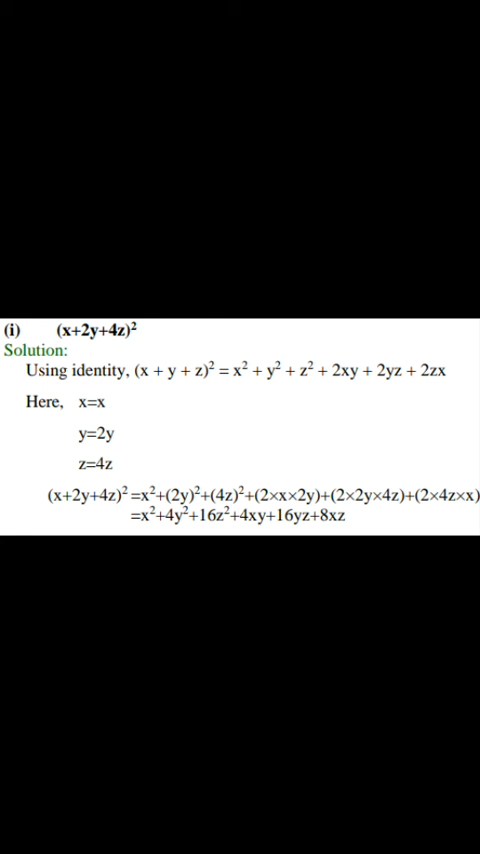 (i) (x+2y+4z)²
Solution:
Using identity, (x + y + z)² = x² + y² + z² + 2xy + 2yz + 2zx
Here, x=x
y=2y
z=4z
(x+2y+4z)² =x²+(2y)²+(4z)²+(2×x×2y)+(2×2y×4z)+(2×4z×x)
=x²+4y²+16z²+4xy+16yz+8xz